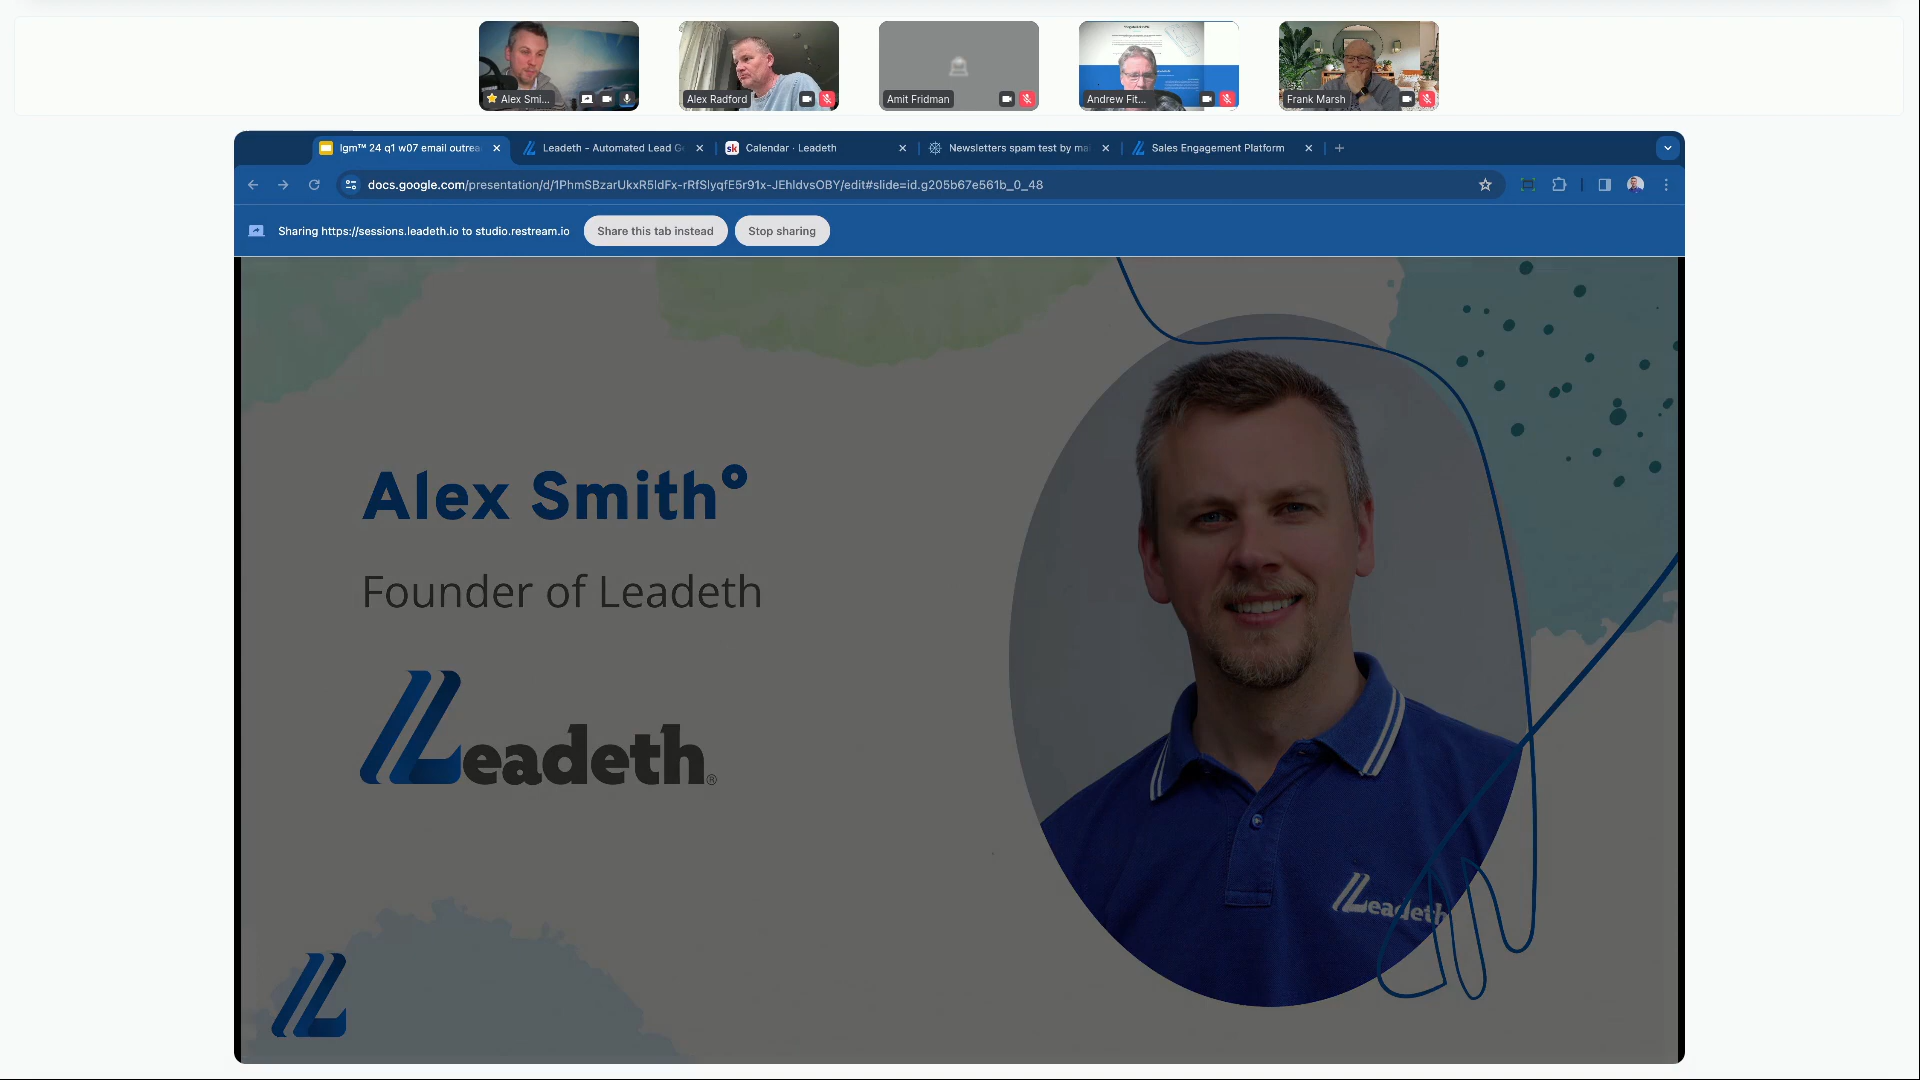 Alex Smi...
Alex Radford
Amit Fridman
Andrew Fit...
Frank Marsh
lgm™ 24 q1 w07 email outrea
Leadeth - Automated Lead G
sk
Calendar · Leadeth
Newsletters spam test by ma
Sales Engagement Platform
docs.google.com/presentation/d/1PhmSBzarUkxR5IdFx-rRfSlyqfE5r91x-JEhldvsOBY/edit#slide=id.g205b67e561b_0_48
Sharing https://sessions.leadeth.io to studio.restream.io
Share this tab instead
Stop sharing
Alex Smith°
Founder of Leadeth
Leadeth®
Leadeth